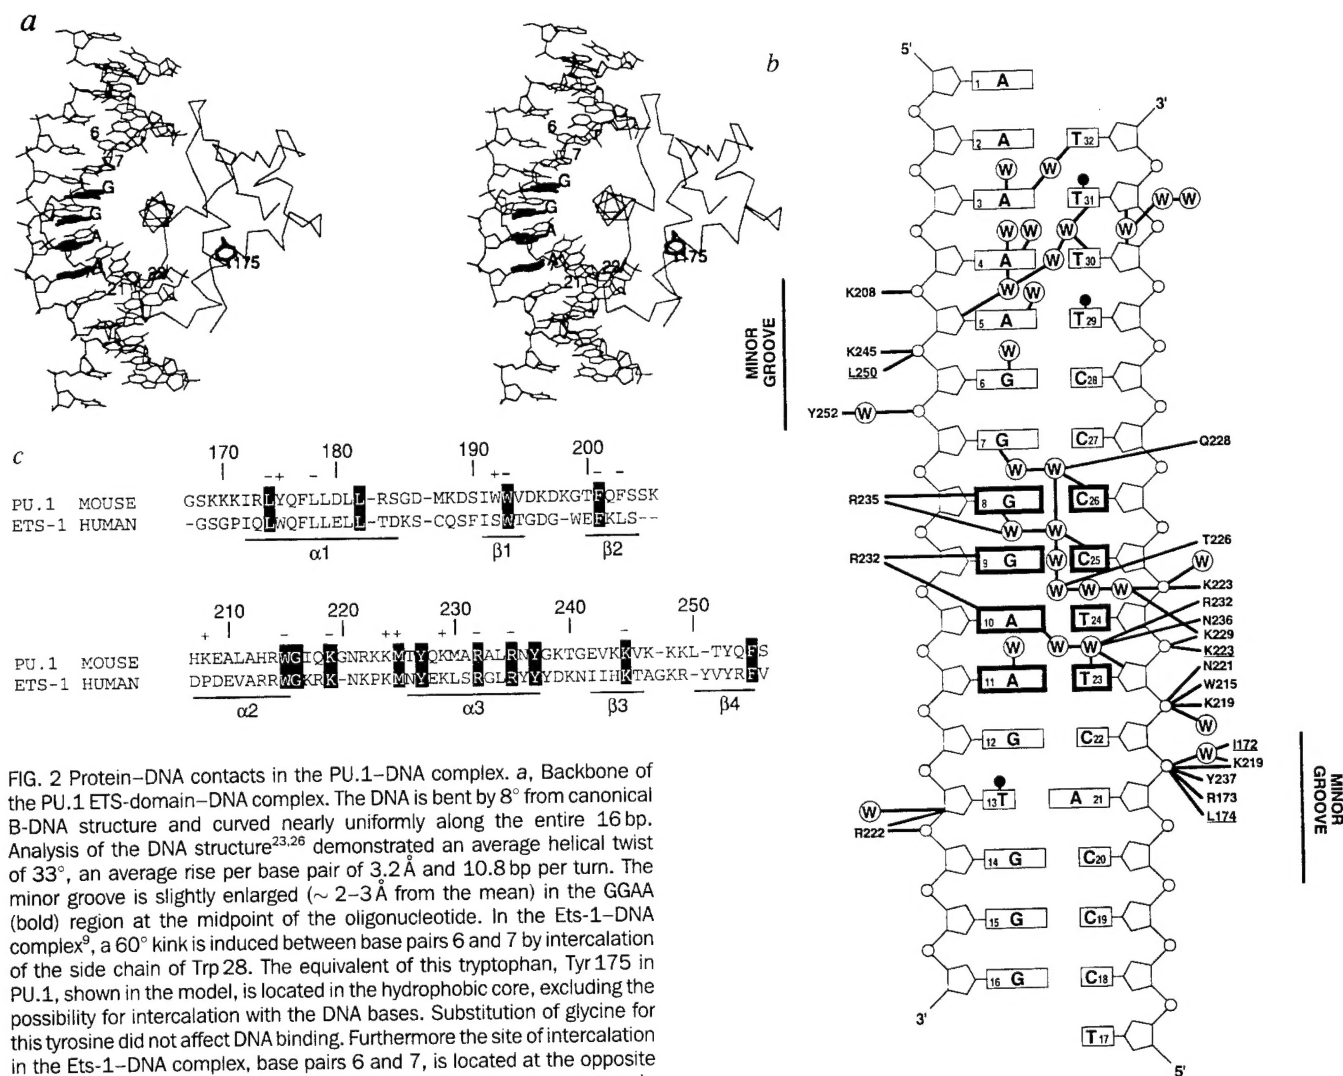 a
6
7
G
G
A
A
175
6
7
G
G
A
A
21
175
c
170 180 190 200
PU.1 MOUSE GSKKKIRLYQFLLDLL-RSGD-MKDSIWWVDKDKGTFQFSSK
ETS-1 HUMAN -GSGPIQLWQFLLELL-TDKS-CQSFISWTGDG-WEFKLS--
α1 β1 β2
210 220 230 240 250
PU.1 MOUSE HKEALAHRWGIQKGNRKKMTYQKMARALRNYGKTGEVKKVK-KKL-TYQFS
ETS-1 HUMAN DPDEVARRWGKRK-NKPKMNYEKLSRGLRYYYDKNIIHKTAGKR-YVYRFV
α2 α3 β3 β4
FIG. 2 Protein–DNA contacts in the PU.1–DNA complex. a, Backbone of
the PU.1 ETS-domain–DNA complex. The DNA is bent by 8° from canonical
B-DNA structure and curved nearly uniformly along the entire 16 bp.
Analysis of the DNA structure23,26 demonstrated an average helical twist
of 33°, an average rise per base pair of 3.2 Å and 10.8 bp per turn. The
minor groove is slightly enlarged (~ 2–3 Å from the mean) in the GGAA
(bold) region at the midpoint of the oligonucleotide. In the Ets-1–DNA
complex9, a 60° kink is induced between base pairs 6 and 7 by intercalation
of the side chain of Trp 28. The equivalent of this tryptophan, Tyr 175 in
PU.1, shown in the model, is located in the hydrophobic core, excluding the
possibility for intercalation with the DNA bases. Substitution of glycine for
this tyrosine did not affect DNA binding. Furthermore the site of intercalation
in the Ets-1–DNA complex, base pairs 6 and 7, is located at the opposite
b
5'
1 A
3'
2 A T 32
W W
3 A T 31 W W
W W W W
4 A W T 30
K208 W W
5 A T 29
MINOR GROOVE
K245 W
L250 6 G C 28
Y252 W
7 G C 27 Q228
W W
R235 8 G C 26
W W T226
R232 9 G W C 25 W
W W W K223
R232
10 A T 24 N236
W W W K229
K223
11 A T 23 N221
W215
K219
W
12 G C 22 W I172
K219
Y237
13 T A 21 R173
W L174
R222
MINOR GROOVE
14 G C 20
15 G C 19
16 G C 18
3'
T 17
5'